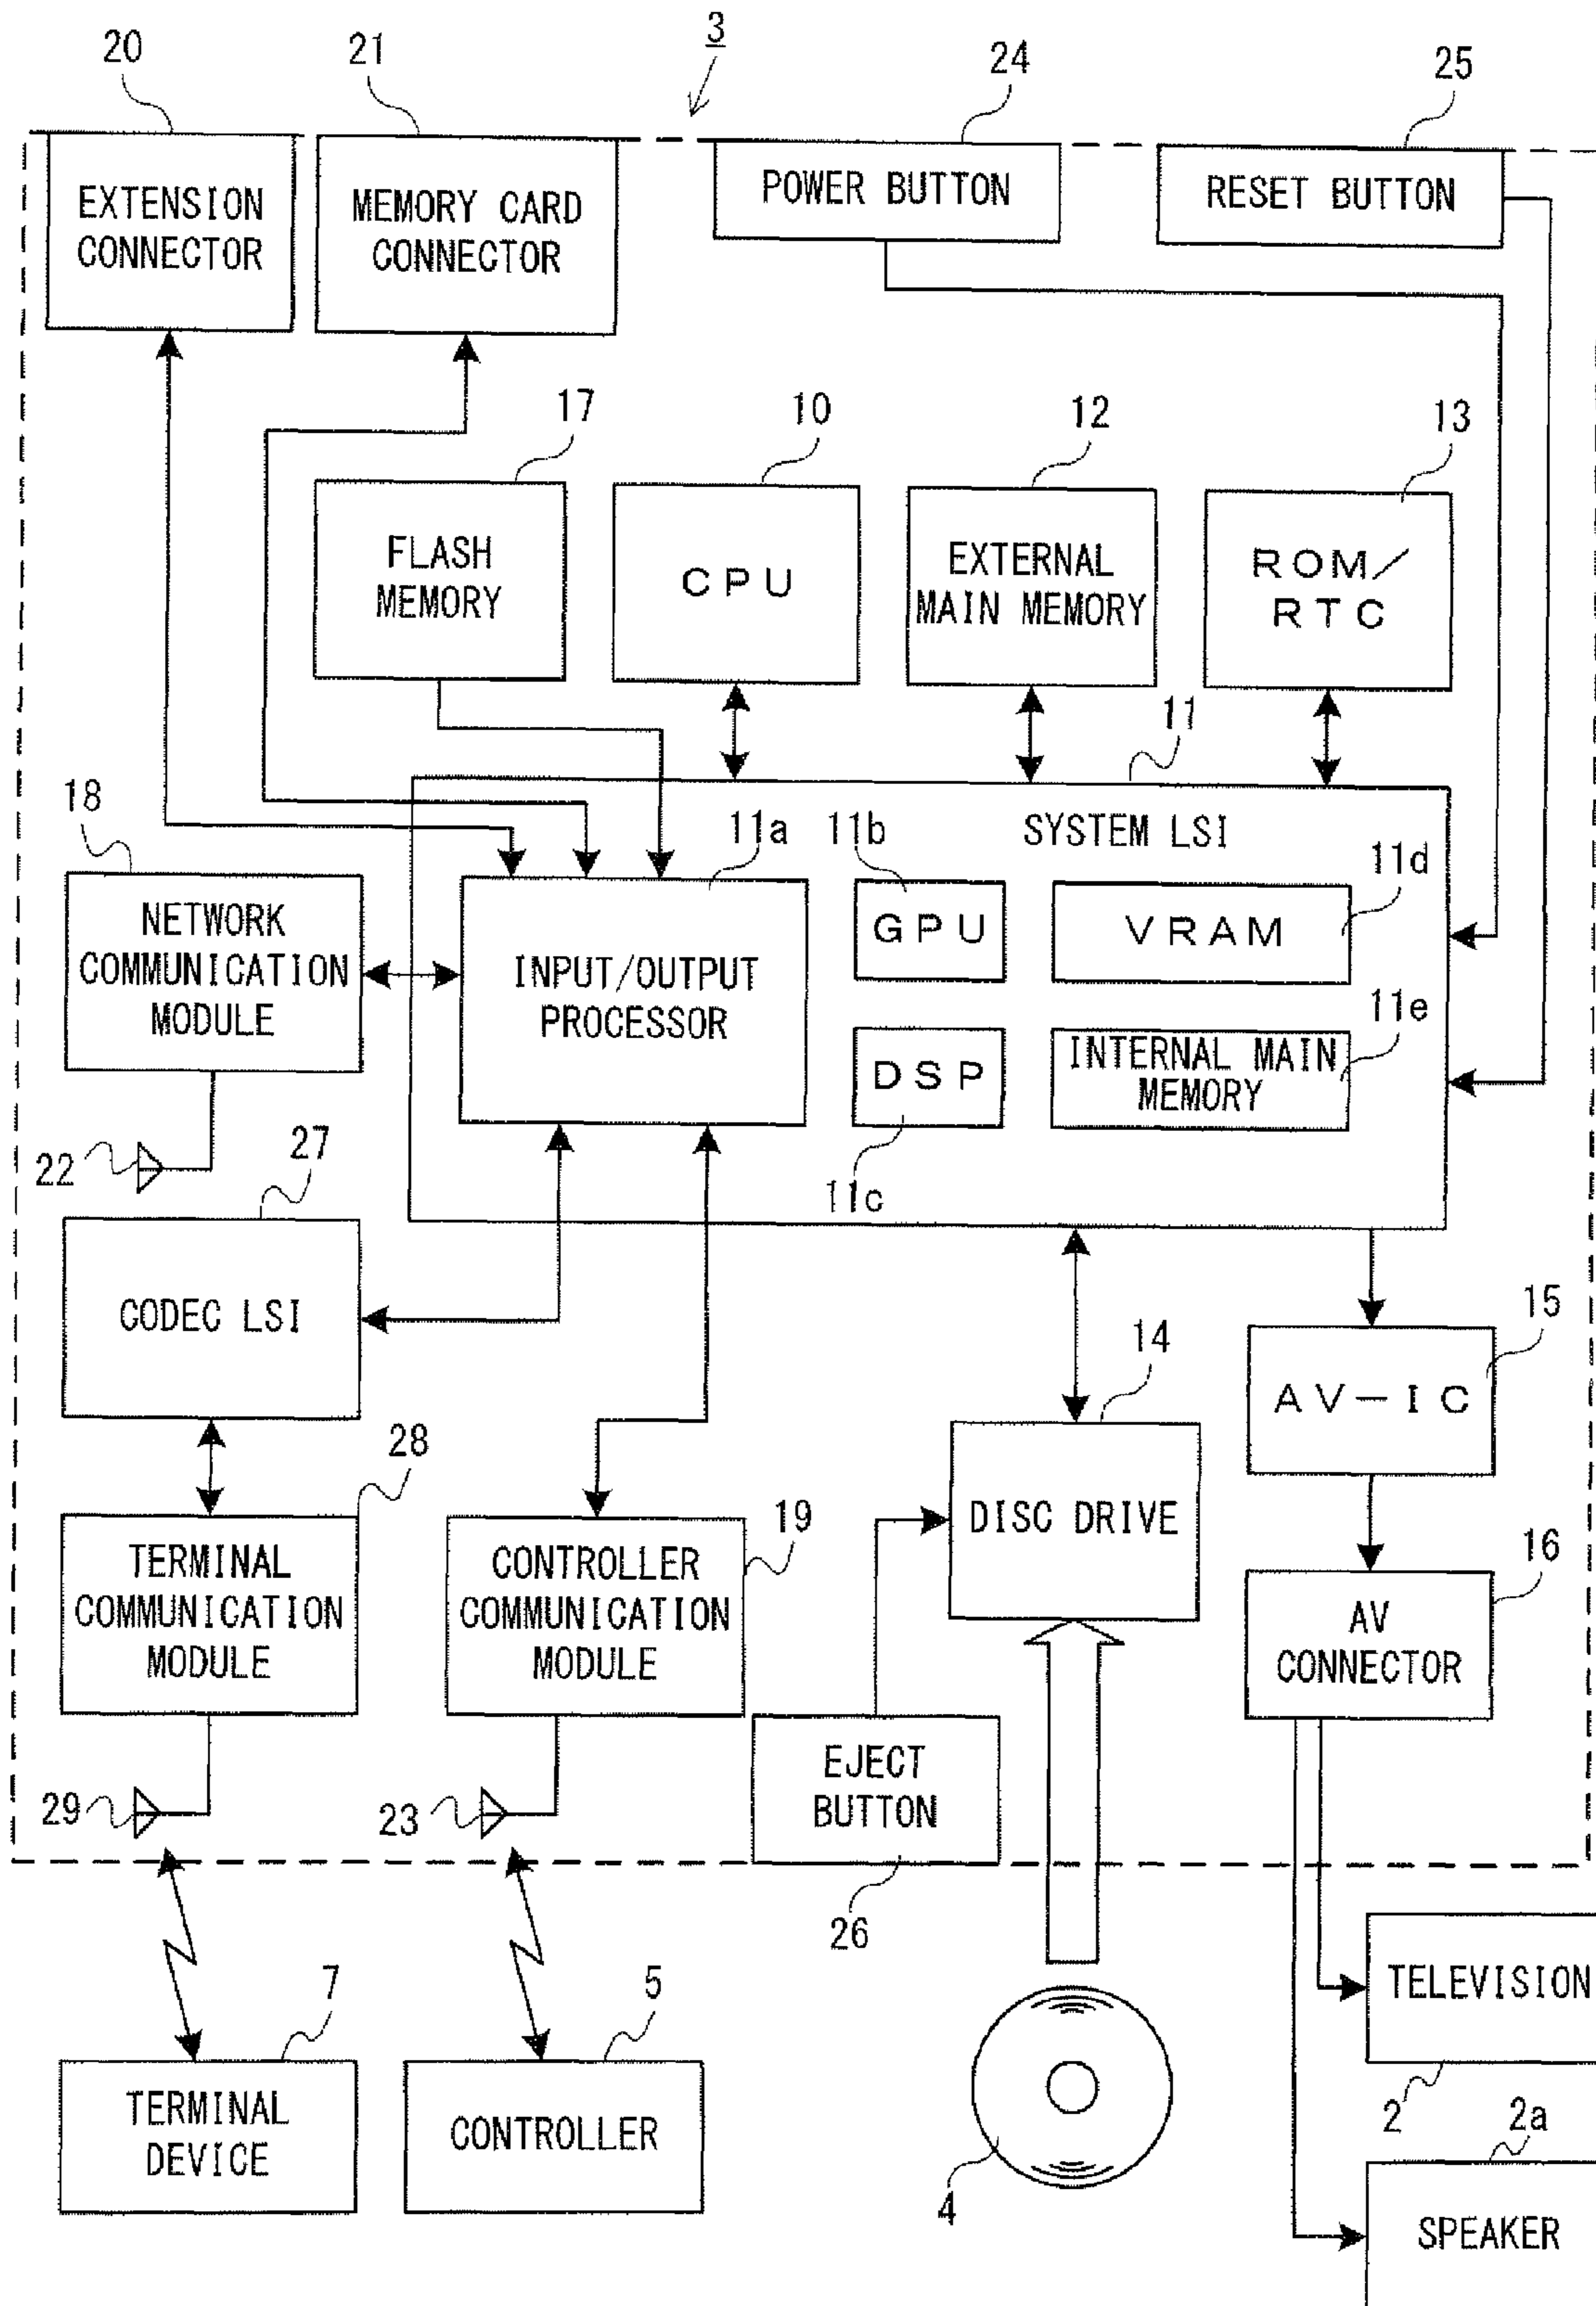 3
20
21
24
25
EXTENSION
CONNECTOR
MEMORY CARD
CONNECTOR
POWER BUTTON
RESET BUTTON
17
10
12
13
FLASH
MEMORY
CPU
EXTERNAL
MAIN MEMORY
ROM/
RTC
11
18
11a
11b
SYSTEM LSI
11d
NETWORK
COMMUNICATION
MODULE
INPUT/OUTPUT
PROCESSOR
GPU
VRAM
11e
DSP
INTERNAL MAIN
MEMORY
22
27
11c
CODEC LSI
14
15
AV-IC
28
19
DISC DRIVE
16
TERMINAL
COMMUNICATION
MODULE
CONTROLLER
COMMUNICATION
MODULE
AV
CONNECTOR
29
23
EJECT
BUTTON
26
7
5
TELEVISION
2
TERMINAL
DEVICE
CONTROLLER
4
2a
SPEAKER